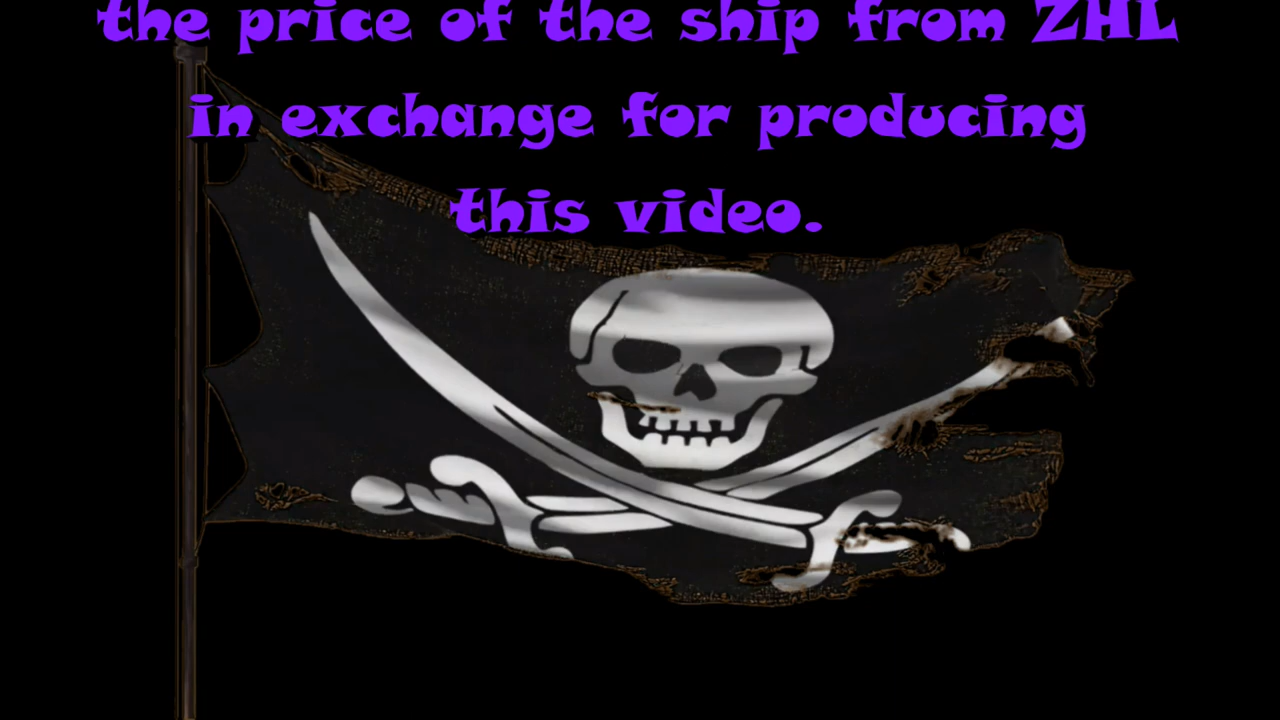 the price of the ship from ZHL
in exchange for producing
this video.